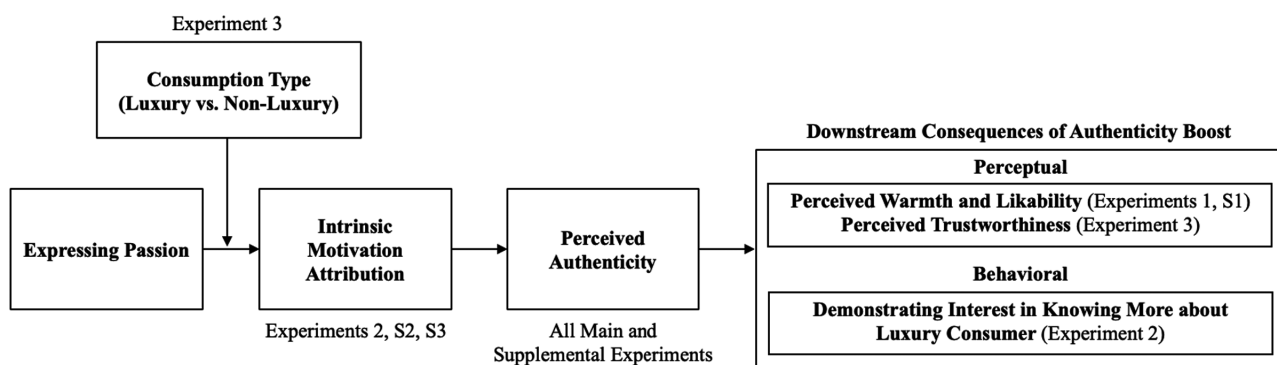 Experiment 3
Consumption Type
(Luxury vs. Non-Luxury)
Expressing Passion
Intrinsic
Motivation
Attribution
Experiments 2, S2, S3
Perceived
Authenticity
All Main and
Supplemental Experiments
Downstream Consequences of Authenticity Boost
Perceptual
Perceived Warmth and Likability (Experiments 1, S1)
Perceived Trustworthiness (Experiment 3)
Behavioral
Demonstrating Interest in Knowing More about
Luxury Consumer (Experiment 2)